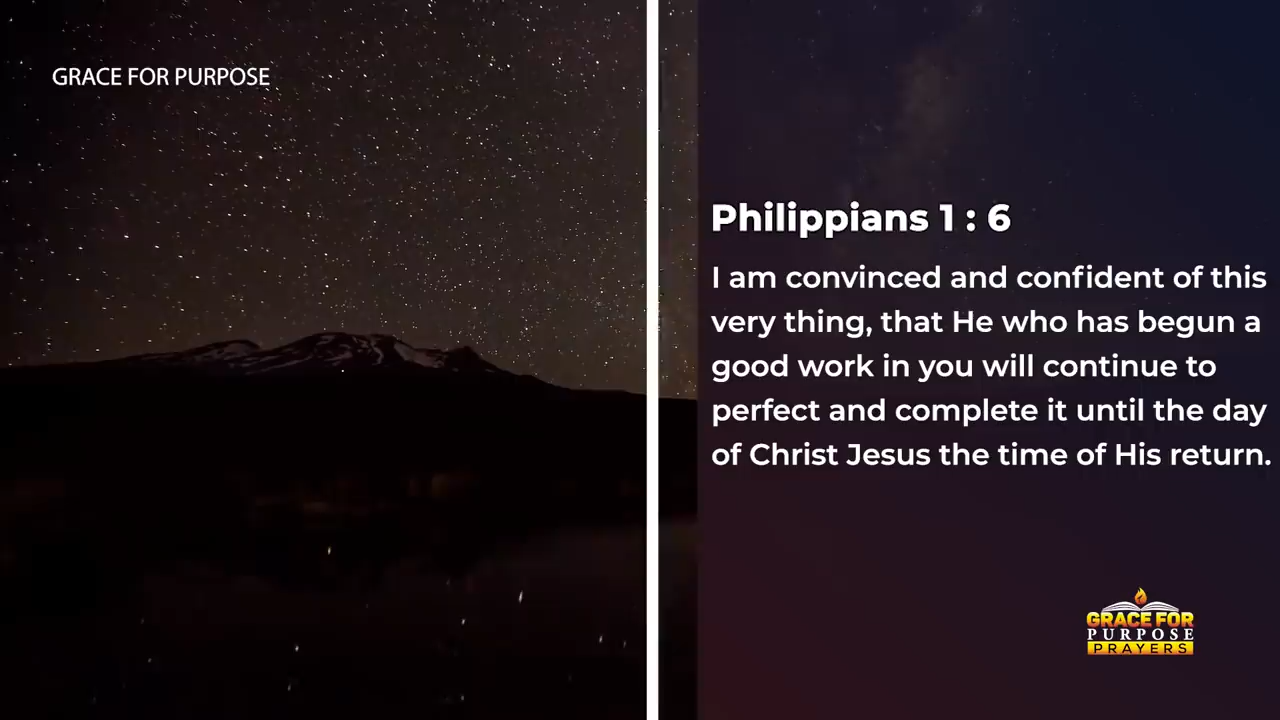 GRACE FOR PURPOSE
Philippians 1 : 6
I am convinced and confident of this
very thing, that He who has begun a
good work in you will continue to
perfect and complete it until the day
of Christ Jesus the time of His return.
GRACE FOR
PURPOSE
PRAYERS